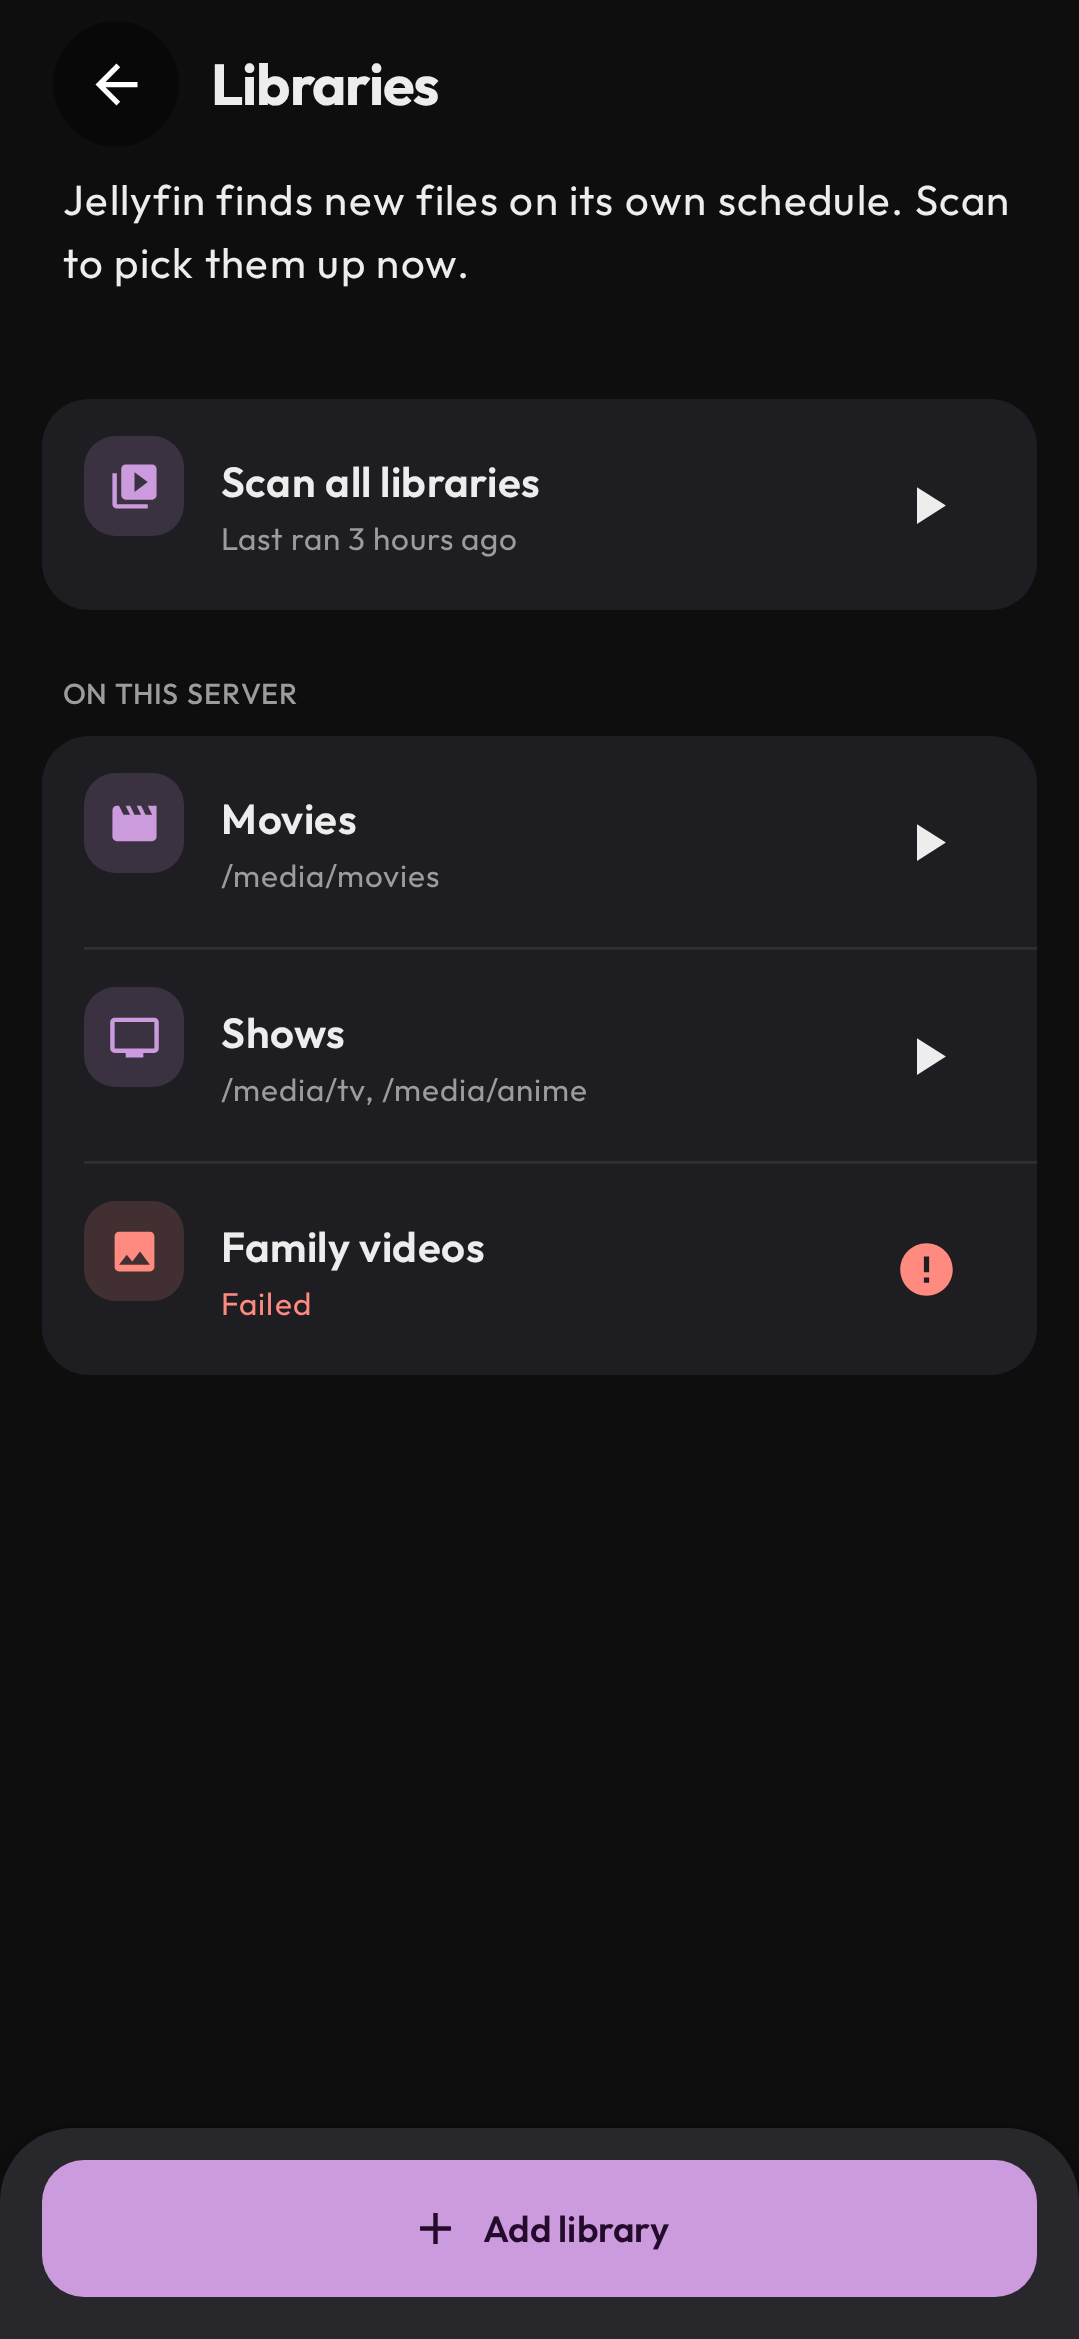 Libraries
Jellyfin finds new files on its own schedule. Scan
to pick them up now.
Scan all libraries
Last ran 3 hours ago
ON THIS SERVER
Movies
/media/movies
Shows
/media/tv, /media/anime
Family videos
Failed
Add library